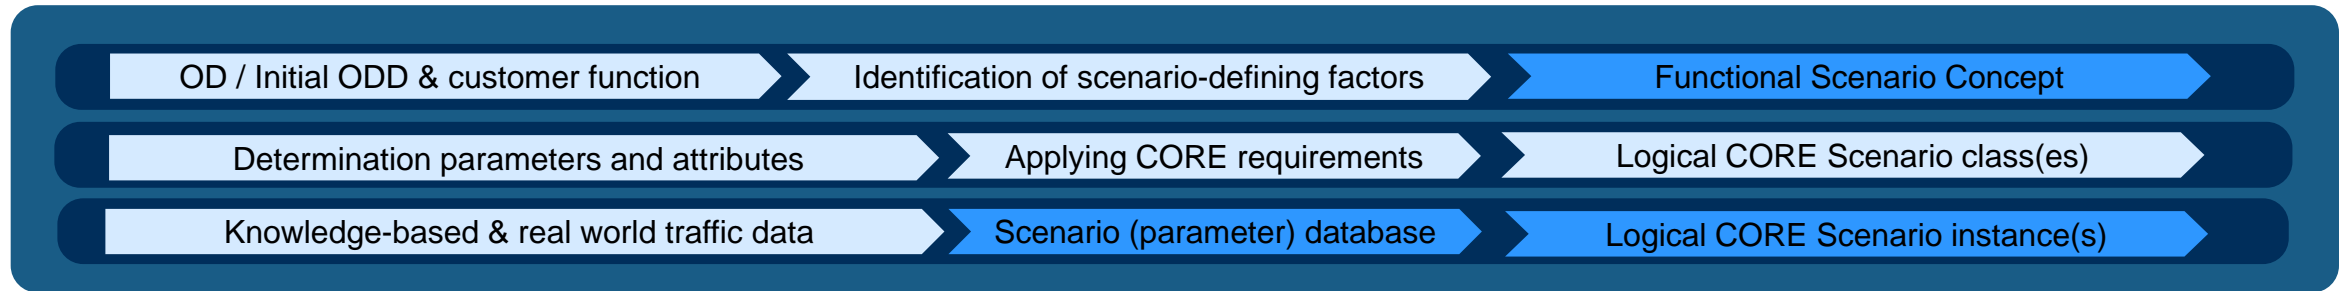 OD / Initial ODD & customer function
Identification of scenario-defining factors
Functional Scenario Concept
Determination parameters and attributes
Applying CORE requirements
Logical CORE Scenario class(es)
Knowledge-based & real world traffic data
Scenario (parameter) database
Logical CORE Scenario instance(s)